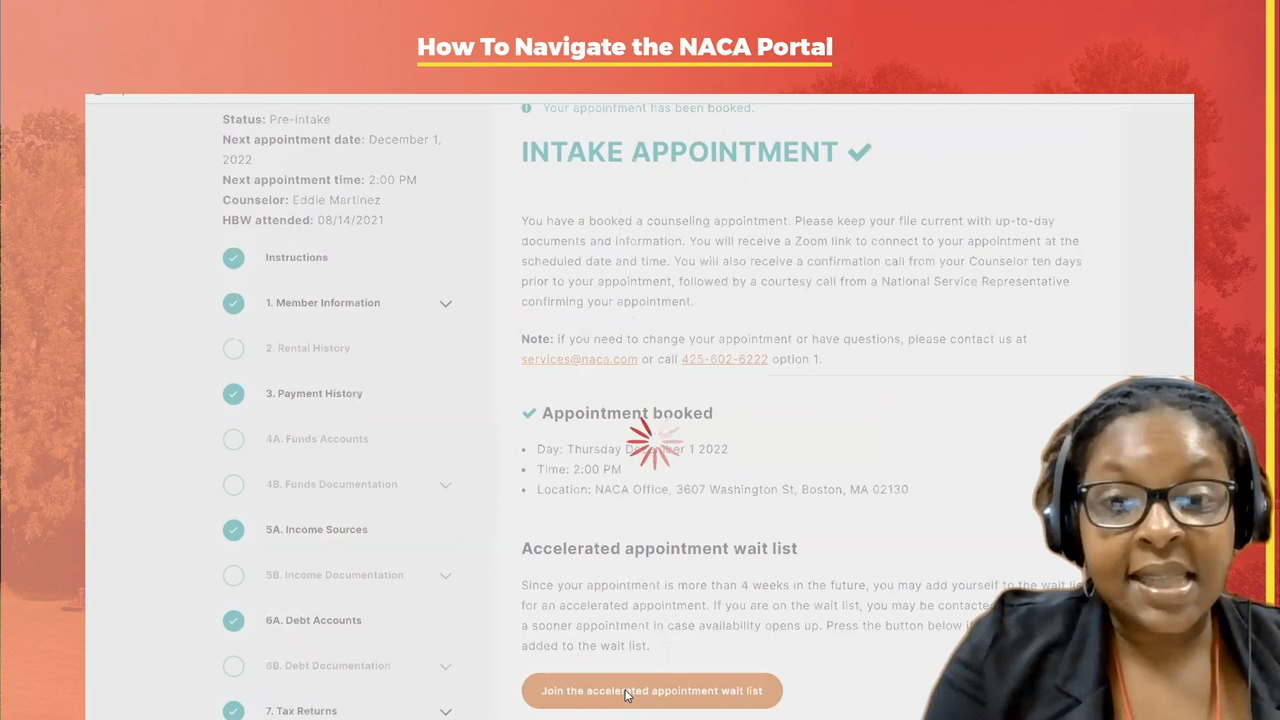 How To Navigate the NACA Portal
Status: Pre-intake
Next appointment date: December 1,
2022
Next appointment time: 2:00 PM
Counselor: Eddie Martinez
HBW attended: 08/14/2021
Instructions
1. Member Information
2. Rental History
3. Payment History
4A. Funds Accounts
4B. Funds Documentation
5A. Income Sources
5B. Income Documentation
6A. Debt Accounts
6B. Debt Documentation
7. Tax Returns
Your appointment has been booked.
INTAKE APPOINTMENT
You have a booked a counseling appointment. Please keep your file current with up-to-day
documents and information. You will receive a Zoom link to connect to your appointment at the
scheduled date and time. You will also receive a confirmation call from your Counselor ten days
prior to your appointment, followed by a courtesy call from a National Service Representative
confirming your appointment.
Note: if you need to change your appointment or have questions, please contact us at
services@naca.com or call 425-602-6222 option 1.
Appointment booked
Day: Thursday December 1 2022
Time: 2:00 PM
Location: NACA Office, 3607 Washington St, Boston, MA 02130
Accelerated appointment wait list
Since your appointment is more than 4 weeks in the future, you may add yourself to the wait
for an accelerated appointment. If you are on the wait list, you may be contacted
a sooner appointment in case availability opens up. Press the button below
added to the wait list.
Join the accelerated appointment wait list